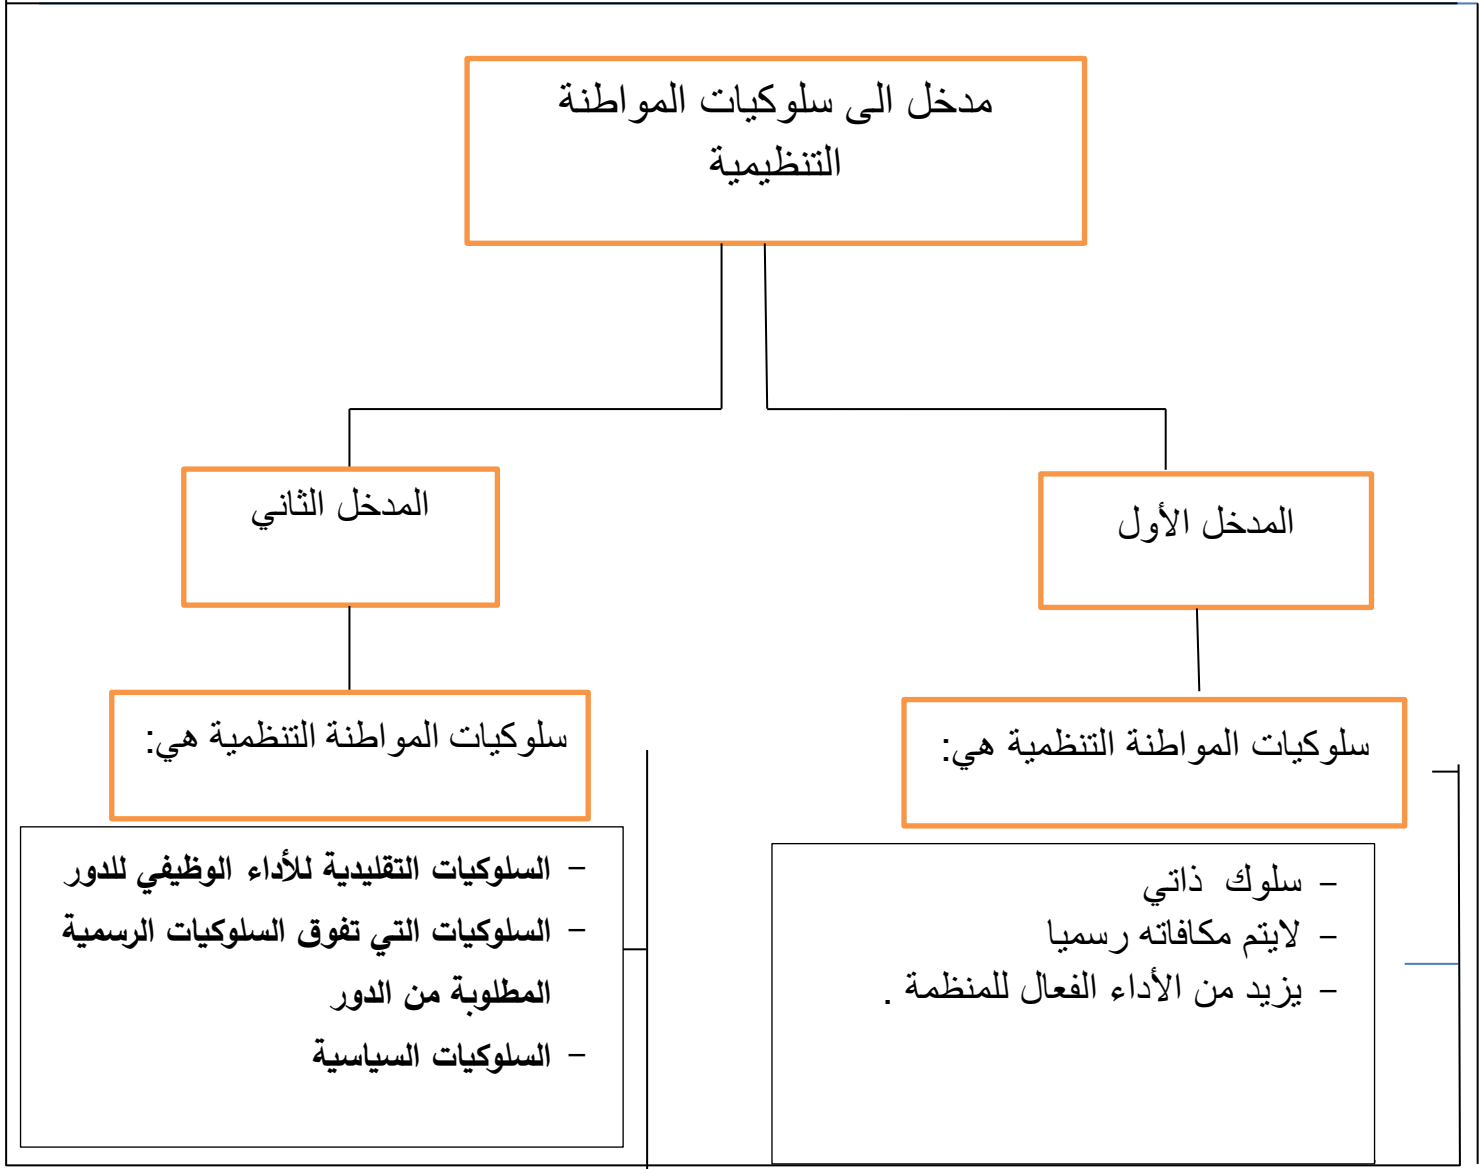 مدخل الى سلوكيات المواطنة
التنظيمية
المدخل الأول
المدخل الثاني
سلوكيات المواطنة التنظمية هي:
- سلوك ذاتي
- لايتم مكافاته رسميا
- يزيد من الأداء الفعال للمنظمة .
سلوكيات المواطنة التنظمية هي:
- السلوكيات التقليدية للأداء الوظيفي للدور
- السلوكيات التي تفوق السلوكيات الرسمية
المطلوبة من الدور
- السلوكيات السياسية